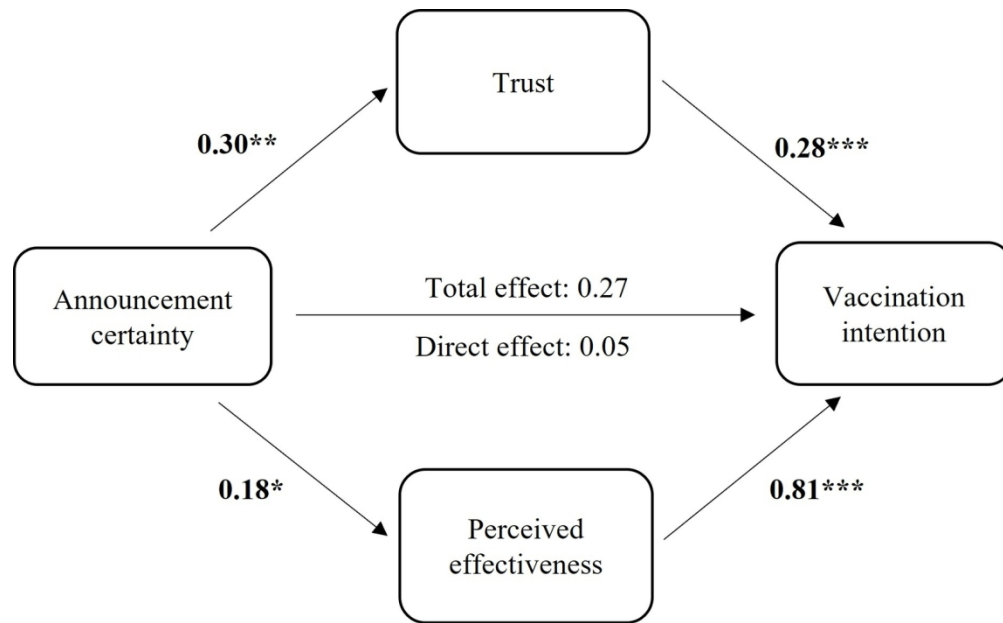 Trust
0.30**
0.28***
Announcement
certainty
Total effect: 0.27
Direct effect: 0.05
Vaccination
intention
0.18*
0.81***
Perceived
effectiveness